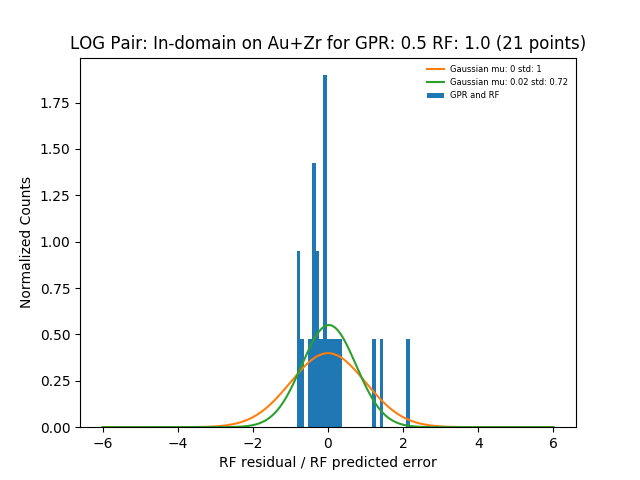 LOG Pair: In-domain on Au+Zr for GPR: 0.5 RF: 1.0 (21 points)
Gaussian mu: 0 std: 1
Gaussian mu: 0.02 std: 0.72
GPR and RF
Normalized Counts
1.75
1.50
1.25
1.00
0.75
0.50
0.25
0.00
−6 −4 −2 0 2 4 6
RF residual / RF predicted error